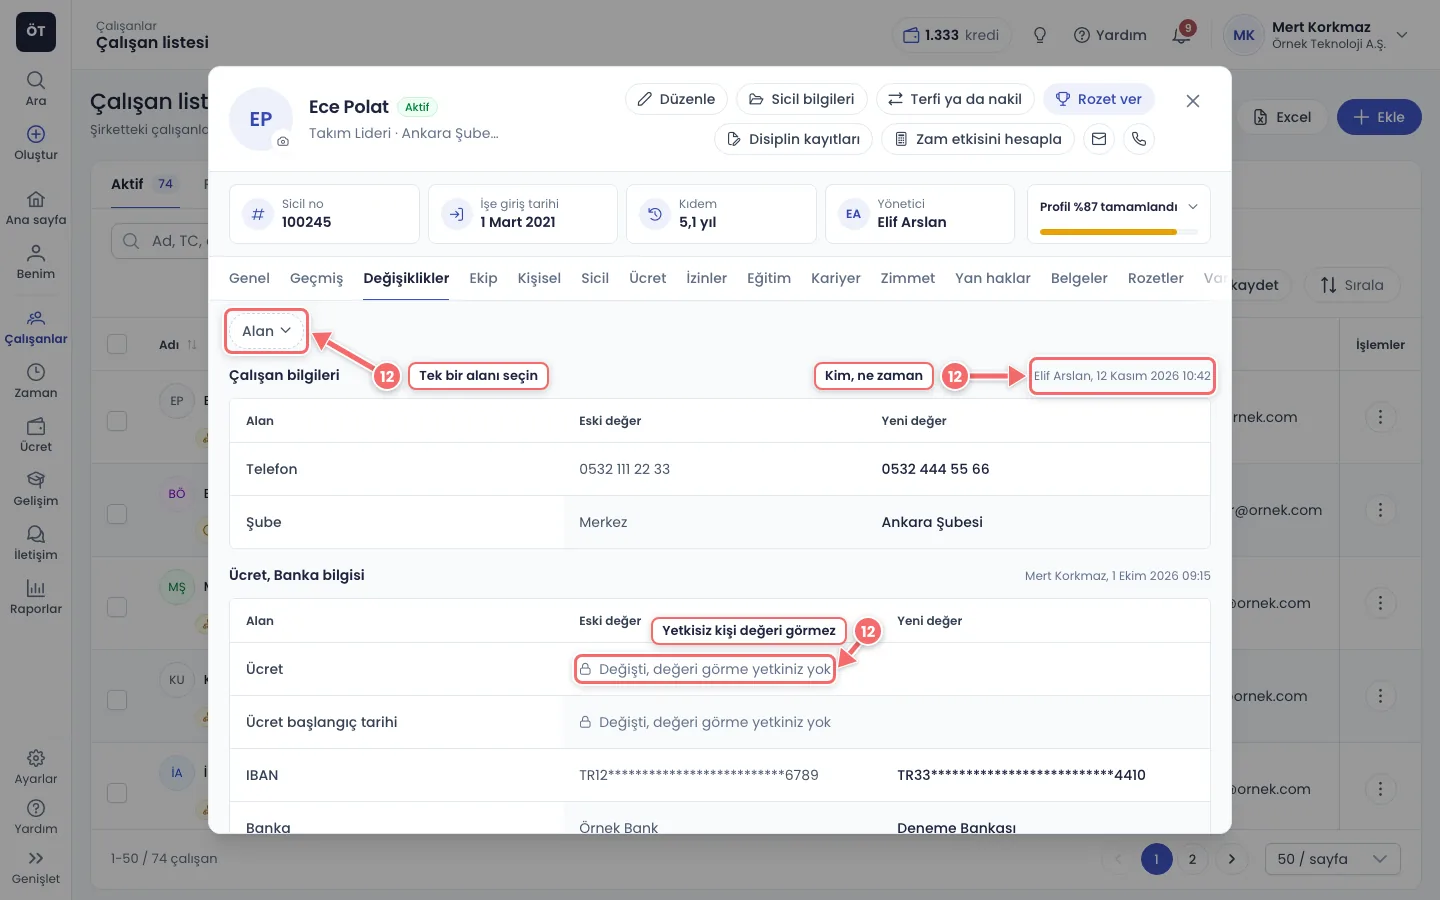 ÖT
Ara
Oluştur
Ana sayfa
Benim
Çalışanlar
Zaman
Ücret
Gelişim
İletişim
Raporlar
Ayarlar
Yardım
Genişlet
Çalışanlar
Çalışan listesi
1.333 kredi
Yardım
9
MK
Mert Korkmaz
Örnek Teknoloji A.Ş.
Çalışan list
Şirketteki çalışanla
Excel
Ekle
Aktif 74
Ad, TC,
kaydet
Sırala
Adı
İşlemler
EP
rnek.com
BÖ
r@ornek.com
MŞ
@ornek.com
KU
ornek.com
İA
@ornek.com
1-50 / 74 çalışan
1
2
50 / sayfa
EP
Ece Polat Aktif
Takım Lideri · Ankara Şube...
Düzenle
Sicil bilgileri
Terfi ya da nakil
Rozet ver
Disiplin kayıtları
Zam etkisini hesapla
Sicil no
100245
İşe giriş tarihi
1 Mart 2021
Kıdem
5,1 yıl
EA
Yönetici
Elif Arslan
Profil %87 tamamlandı
Genel Geçmiş Değişiklikler Ekip Kişisel Sicil Ücret İzinler Eğitim Kariyer Zimmet Yan haklar Belgeler Rozetler
Alan
Çalışan bilgileri
12 Tek bir alanı seçin
Kim, ne zaman 12
Elif Arslan, 12 Kasım 2026 10:42
Alan Eski değer Yeni değer
Telefon 0532 111 22 33 0532 444 55 66
Şube Merkez Ankara Şubesi
Ücret, Banka bilgisi
Mert Korkmaz, 1 Ekim 2026 09:15
Alan Eski değer Yeni değer
Yetkisiz kişi değeri görmez 12
Ücret Değişti, değeri görme yetkiniz yok
Ücret başlangıç tarihi Değişti, değeri görme yetkiniz yok
IBAN TR12**************************6789 TR33**************************4410
Banka Örnek Bank Deneme Bankası